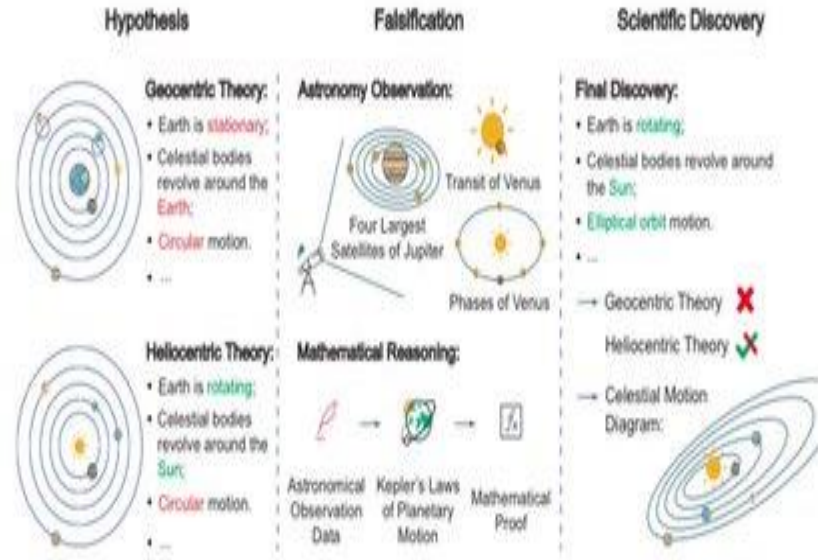 Hypothesis
Geocentric Theory:
• Earth is stationary;
• Celestial bodies
revolve around the
Earth;
• Circular motion.
• ...
Heliocentric Theory:
• Earth is rotating;
• Celestial bodies
revolve around the
Sun;
• Circular motion.
• ...
Falsification
Astronomy Observation:
Four Largest
Satellites of Jupiter
Transit of Venus
Phases of Venus
Mathematical Reasoning:
Astronomical
Observation
Data
Kepler's Laws
of Planetary
Motion
Mathematical
Proof
Scientific Discovery
Final Discovery:
• Earth is rotating;
• Celestial bodies revolve around
the Sun;
• Elliptical orbit motion.
• ...
→ Geocentric Theory
Heliocentric Theory
→ Celestial Motion
Diagram: